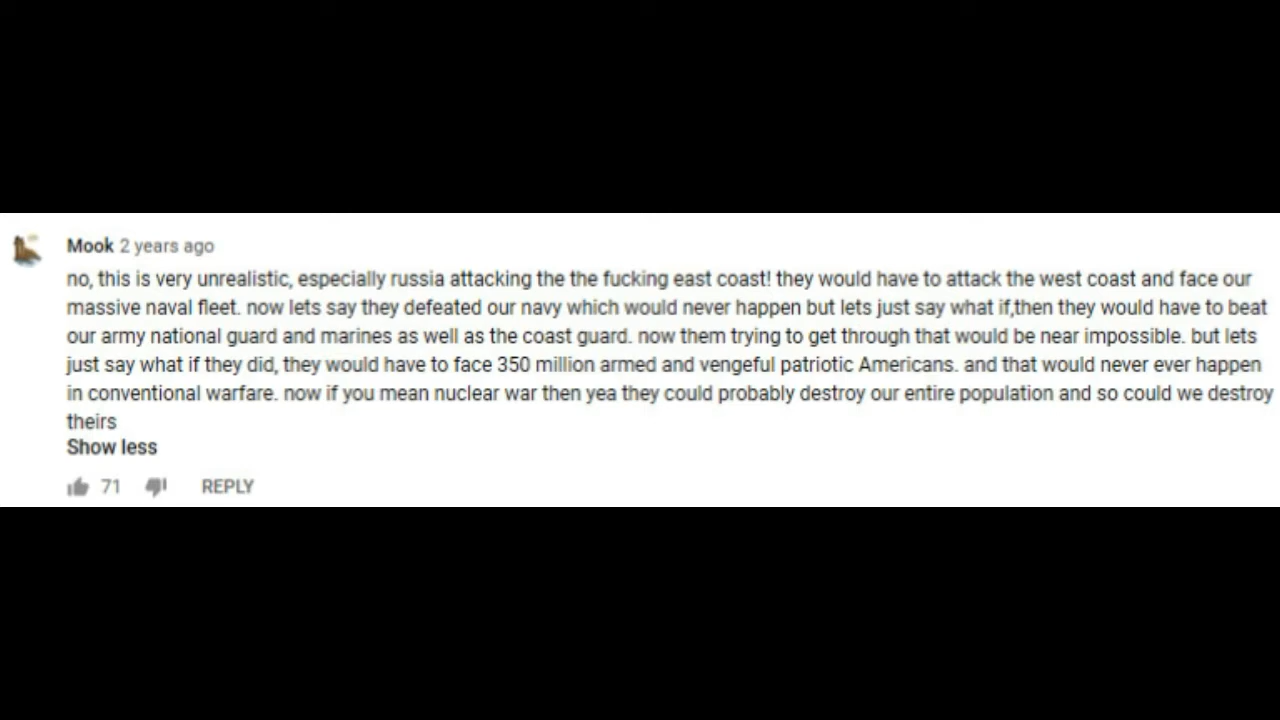 Mook 2 years ago
no, this is very unrealistic, especially russia attacking the the fucking east coast! they would have to attack the west coast and face our
massive naval fleet. now lets say they defeated our navy which would never happen but lets just say what if,then they would have to beat
our army national guard and marines as well as the coast guard. now them trying to get through that would be near impossible. but lets
just say what if they did, they would have to face 350 million armed and vengeful patriotic Americans. and that would never ever happen
in conventional warfare. now if you mean nuclear war then yea they could probably destroy our entire population and so could we destroy
theirs
Show less
71 REPLY